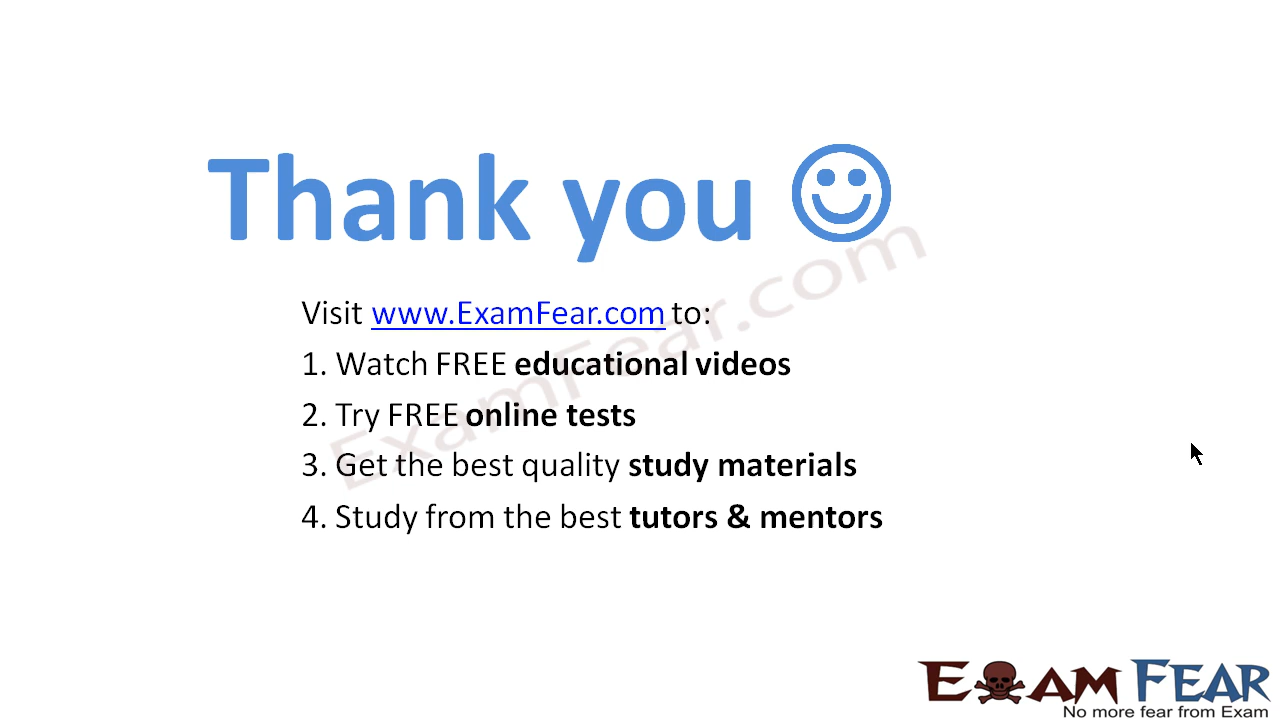 Thank you
Visit www.ExamFear.com to:
1. Watch FREE educational videos
2. Try FREE online tests
3. Get the best quality study materials
4. Study from the best tutors & mentors
ExamFear.com
EXAM FEAR
No more fear from Exam